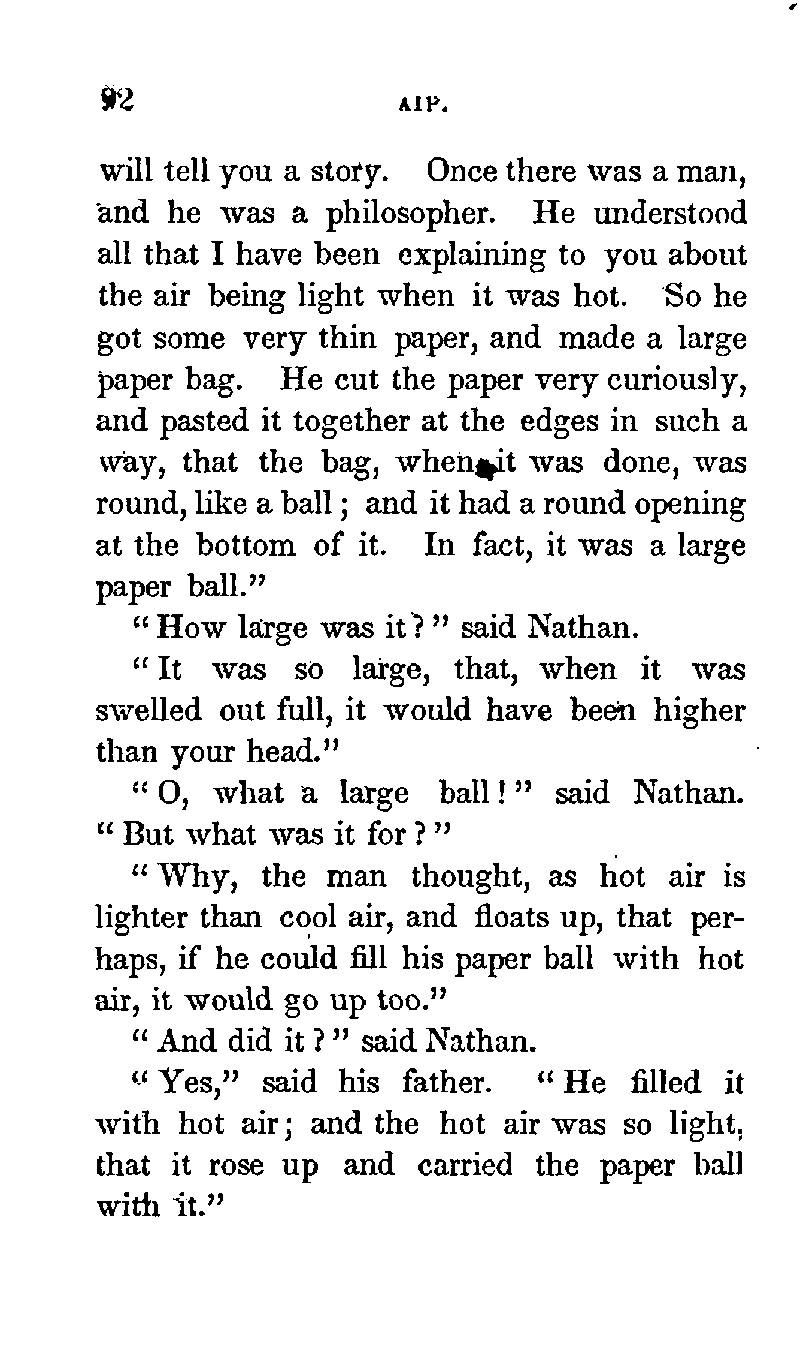 92 AIR.
will tell you a story. Once there was a man,
and he was a philosopher. He understood
all that I have been explaining to you about
the air being light when it was hot. So he
got some very thin paper, and made a large
paper bag. He cut the paper very curiously,
and pasted it together at the edges in such a
way, that the bag, when it was done, was
round, like a ball; and it had a round opening
at the bottom of it. In fact, it was a large
paper ball."
"How large was it?" said Nathan.
"It was so large, that, when it was
swelled out full, it would have been higher
than your head."
"O, what a large ball!" said Nathan.
"But what was it for?"
"Why, the man thought, as hot air is
lighter than cool air, and floats up, that per-
haps, if he could fill his paper ball with hot
air, it would go up too."
"And did it?" said Nathan.
"Yes," said his father. "He filled it
with hot air; and the hot air was so light,
that it rose up and carried the paper ball
with it."